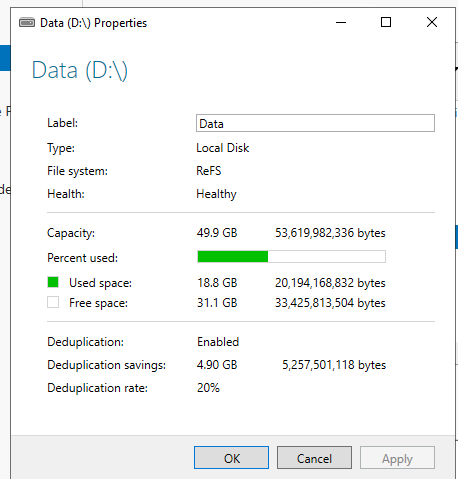 Data (D:\) Properties
Data (D:\)
Label: Data
Type: Local Disk
File system: ReFS
Health: Healthy
Capacity: 49.9 GB 53,619,982,336 bytes
Percent used:
Used space: 18.8 GB 20,194,168,832 bytes
Free space: 31.1 GB 33,425,813,504 bytes
Deduplication: Enabled
Deduplication savings: 4.90 GB 5,257,501,118 bytes
Deduplication rate: 20%
OK Cancel Apply